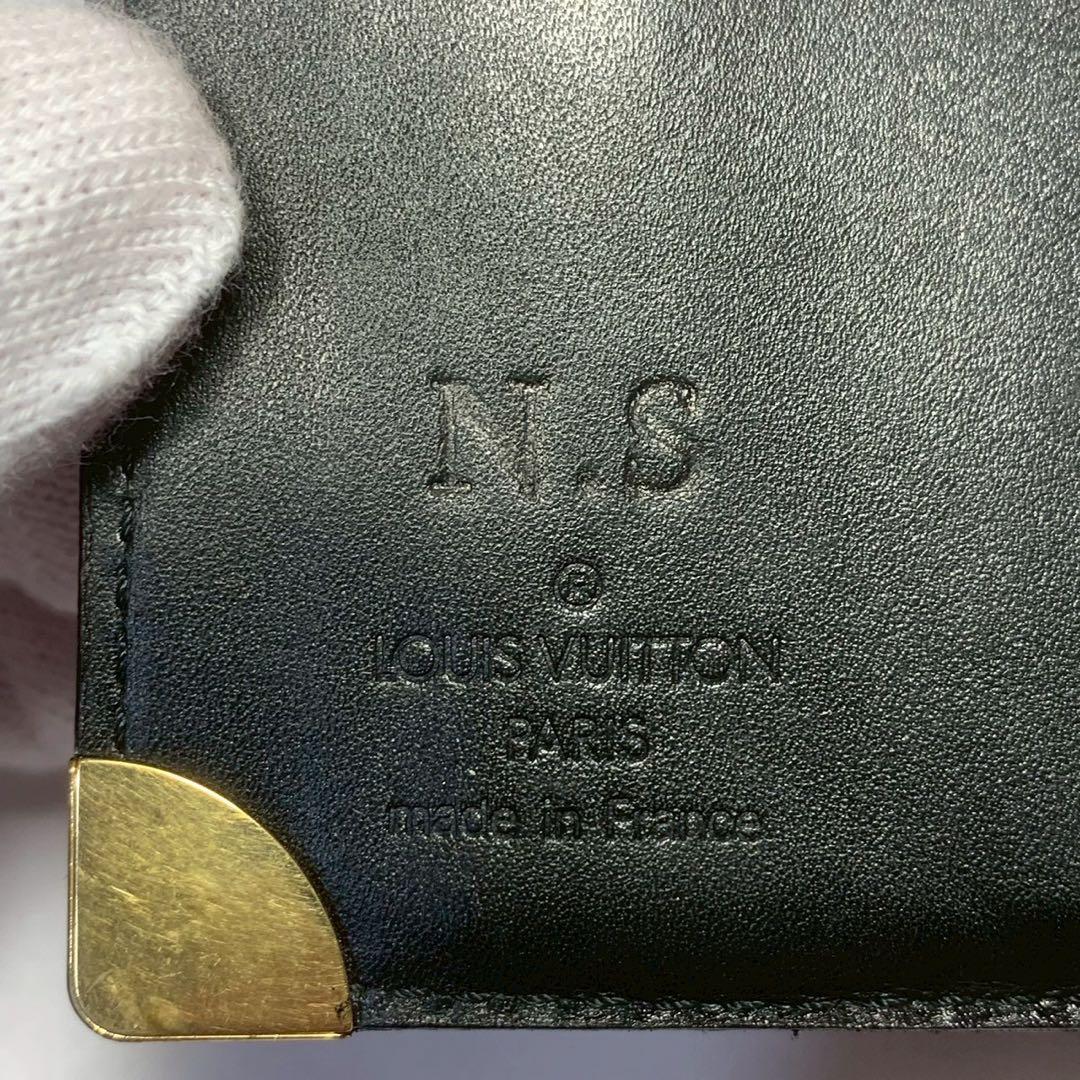 N.S
®
LOUIS VUITTON
PARIS
made in France